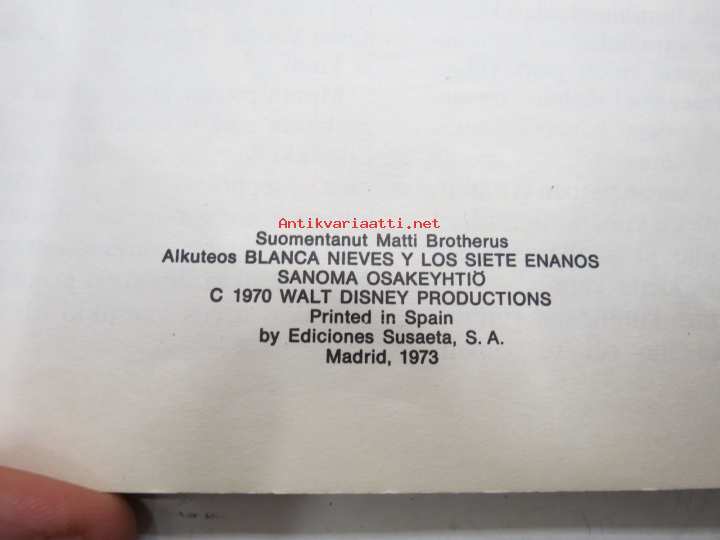 Antikvariaatti.net
Suomentanut Matti Brotherus
Alkuteos BLANCA NIEVES Y LOS SIETE ENANOS
SANOMA OSAKEYHTIÖ
C 1970 WALT DISNEY PRODUCTIONS
Printed in Spain
by Ediciones Susaeta, S. A.
Madrid, 1973